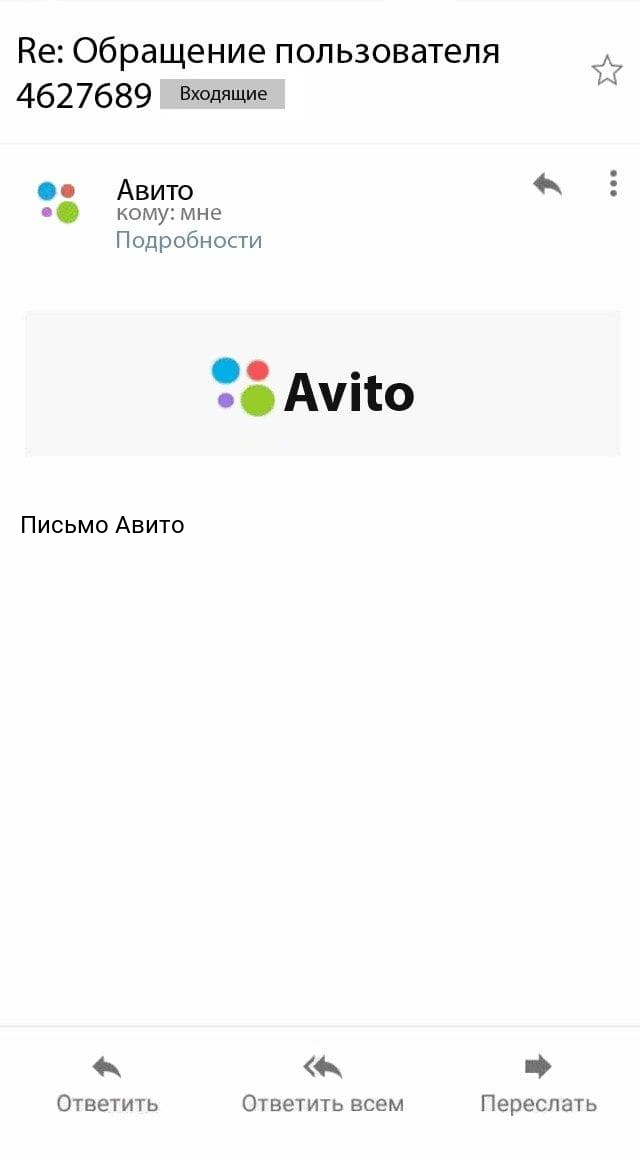 Re: Обращение пользователя
4627689 Входящие
Авито
кому: мне
Подробности
Avito
Письмо Авито
Ответить
Ответить всем
Переслать